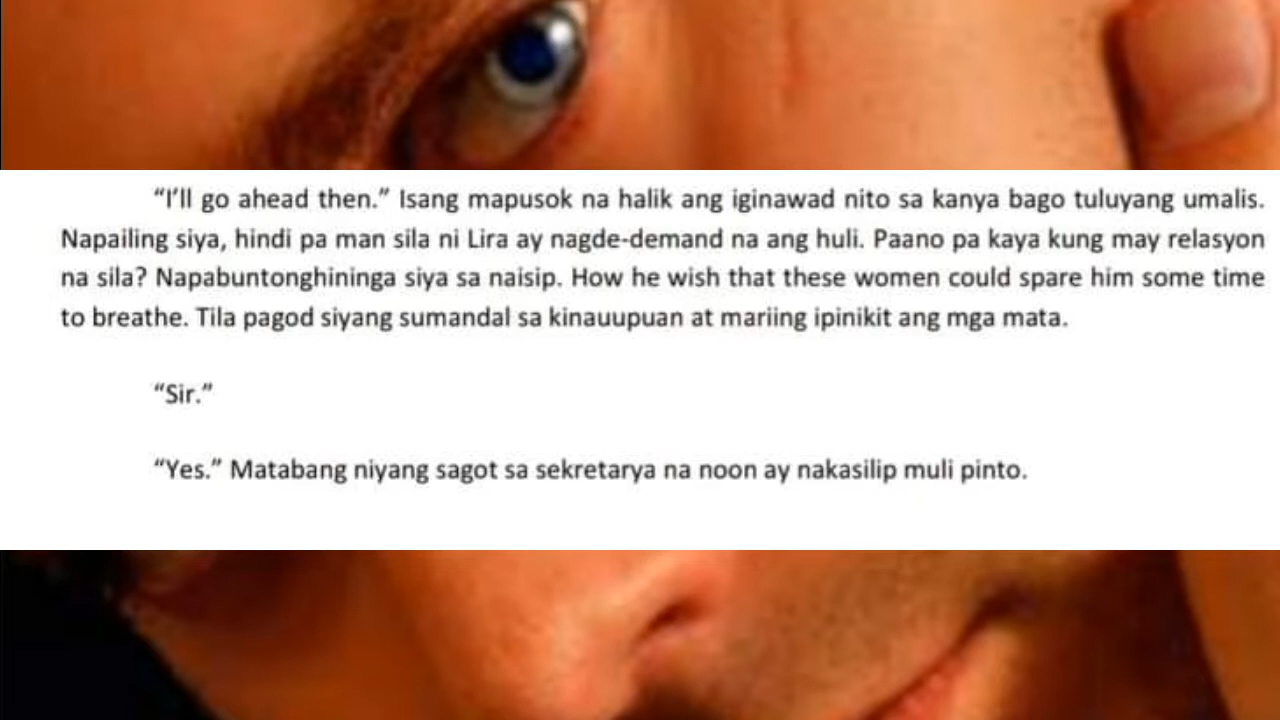 “I’ll go ahead then.” Isang mapusok na halik ang iginawad nito sa kanya bago tuluyang umalis.
Napailing siya, hindi pa man sila ni Lira ay nagde-demand na ang huli. Paano pa kaya kung may relasyon
na sila? Napabuntonghininga siya sa naisip. How he wish that these women could spare him some time
to breathe. Tila pagod siyang sumandal sa kinauupuan at mariing ipinikit ang mga mata.
“Sir.”
“Yes.” Matabang niyang sagot sa sekretarya na noon ay nakasilip muli pinto.